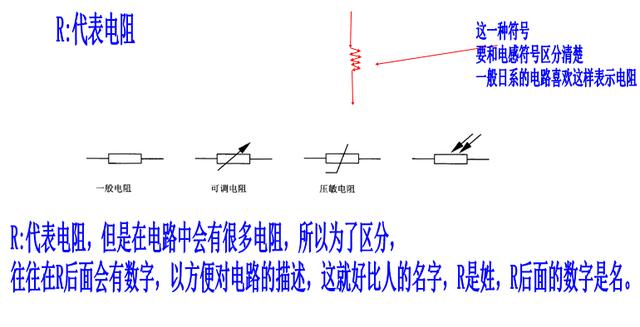 R:代表电阻
这一种符号
要和电感符号区分清楚
一般日系的电路喜欢这样表示电阻
一般电阻
可调电阻
压敏电阻
R:代表电阻，但是在电路中会有很多电阻，所以为了区分，
往往在R后面会有数字，以方便对电路的描述，这就好比人的名字，R是姓，R后面的数字是名。